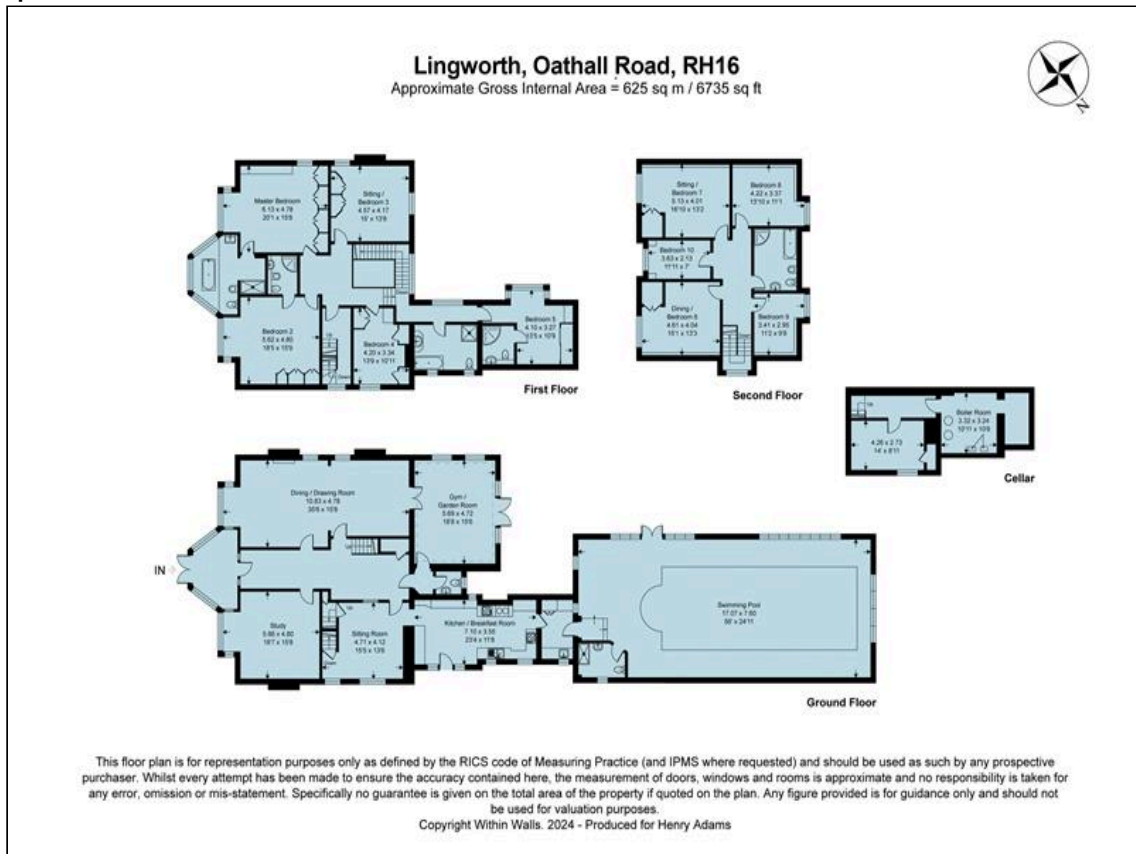 Lingworth, Oathall Road, RH16
Approximate Gross Internal Area = 625 sq m / 6735 sq ft
N
Master Bedroom
6.13 x 4.78
20'1 x 15'8
Sitting /
Bedroom 3
4.57 x 4.17
15' x 13'8
Bedroom 2
5.62 x 4.80
18'5 x 15'9
Up
Down
Bedroom 4
4.20 x 3.34
13'9 x 10'11
Bedroom 5
4.10 x 3.27
13'5 x 10'9
First Floor
Sitting /
Bedroom 7
5.13 x 4.01
16'10 x 13'2
Bedroom 8
4.22 x 3.37
13'10 x 11'1
Bedroom 10
3.63 x 2.13
11'11 x 7'
Dining /
4.61 x 4.04
15'1 x 13'3
Bedroom 9
3.41 x 2.95
11'2 x 9'8
Second Floor
Up
4.26 x 2.73
14' x 8'11
Boiler Room
3.32 x 3.24
10'11 x 10'8
Cellar
Dining / Drawing Room
10.83 x 4.78
35'6 x 15'8
Gym /
Garden Room
5.69 x 4.72
18'8 x 15'6
IN
Up
Study
4.80
15'9
Up
Down
Sitting Room
4.71 x 4.12
15'5 x 13'6
Kitchen / Breakfast Room
7.10 x 3.55
23'4 x 11'8
Swimming Pool
17.07 x 7.60
56' x 24'11
Ground Floor
This floor plan is for representation purposes only as defined by the RICS code of Measuring Practice (and IPMS where requested) and should be used as such by any prospective
purchaser. Whilst every attempt has been made to ensure the accuracy contained here, the measurement of doors, windows and rooms is approximate and no responsibility is taken for
any error, omission or mis-statement. Specifically no guarantee is given on the total area of the property if quoted on the plan. Any figure provided is for guidance only and should not
be used for valuation purposes.
Copyright Within Walls. 2024 - Produced for Henry Adams